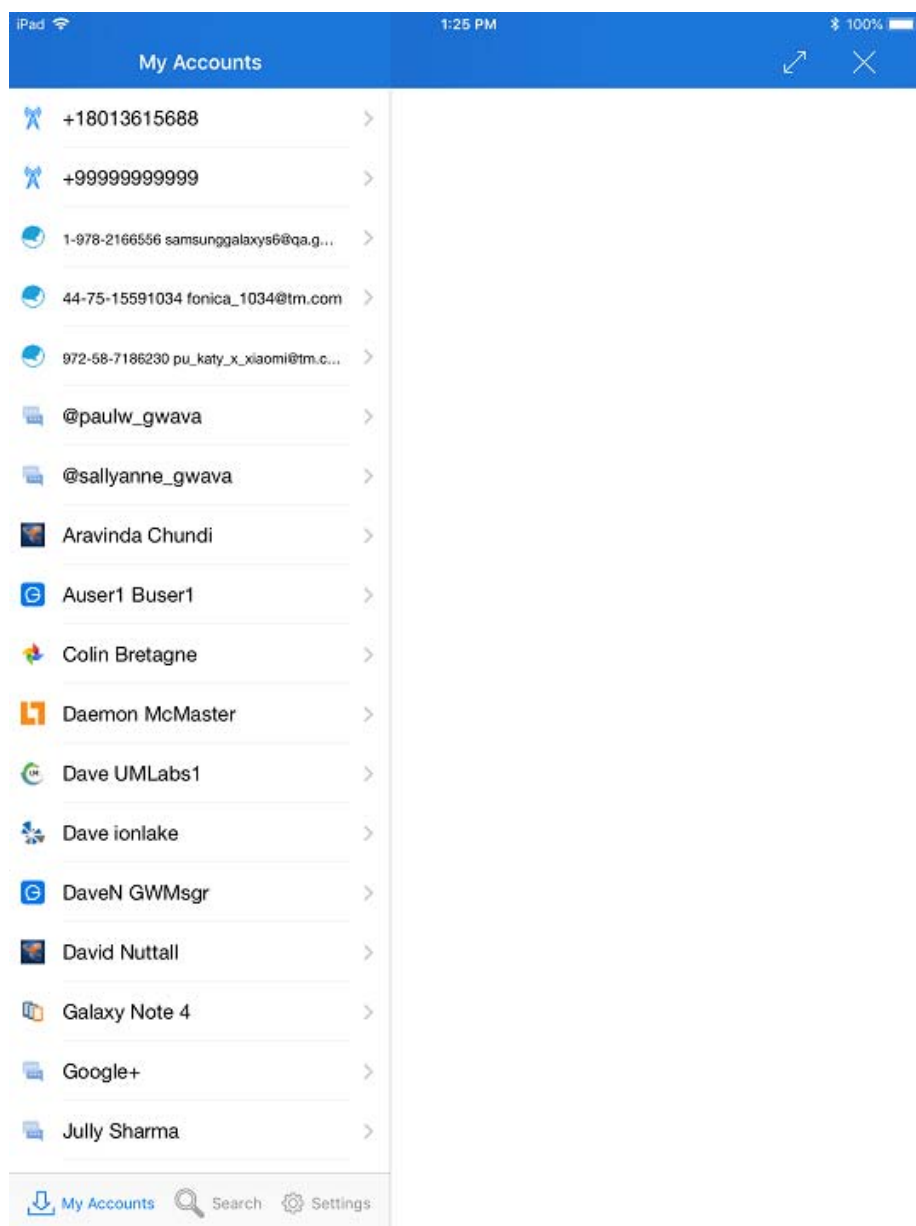 iPad 1:25 PM 100%
My Accounts
+18013615688
+99999999999
1-978-2166556 samsunggalaxys6@qa.g...
44-75-15591034 fonica_1034@tm.com
972-58-7186230 pu_katy_x_xiaomi@tm.c...
@paulw_gwava
@sallyanne_gwava
Aravinda Chundi
Auser1 Buser1
Colin Bretagne
Daemon McMaster
Dave UMLabs1
Dave ionlake
DaveN GWMsgr
David Nuttall
Galaxy Note 4
Google+
Jully Sharma
My Accounts Search Settings